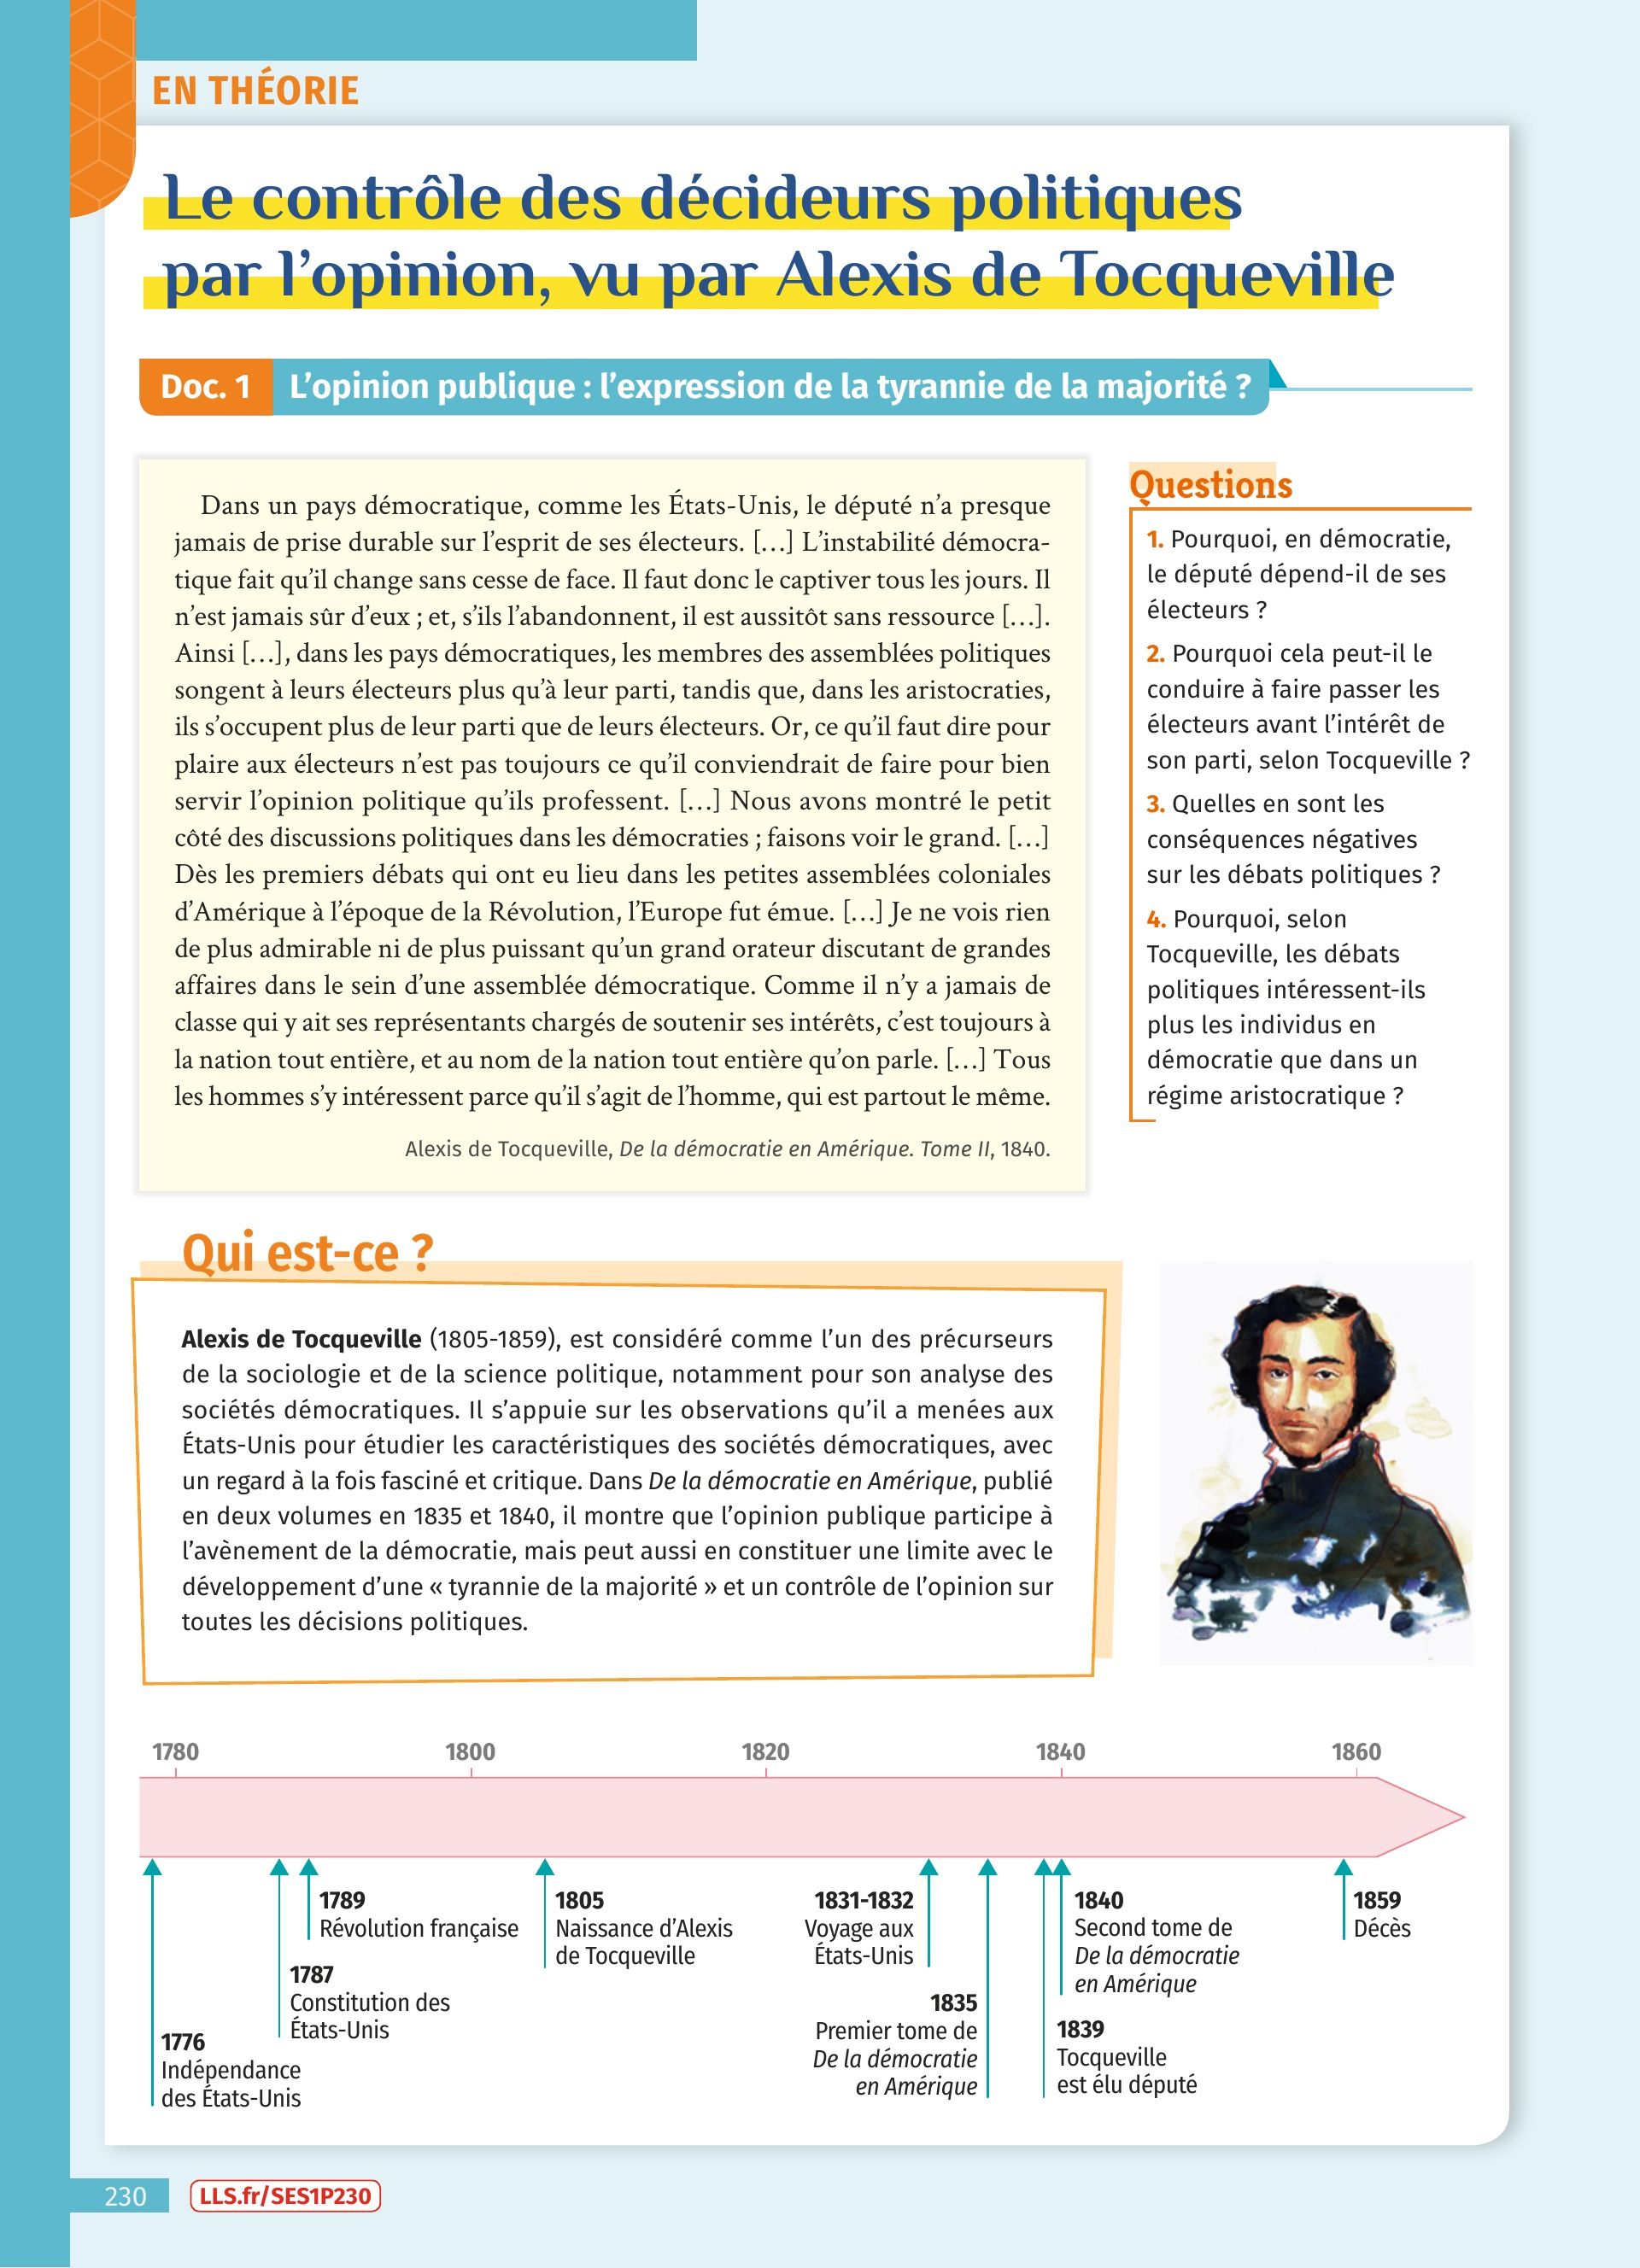 EN THÉORIE
Le contrôle des décideurs politiques
par l’opinion, vu par Alexis de Tocqueville
Doc. 1 L’opinion publique : l’expression de la tyrannie de la majorité ?
Dans un pays démocratique, comme les États-Unis, le député n’a presque
jamais de prise durable sur l’esprit de ses électeurs. […] L’instabilité démocra-
tique fait qu’il change sans cesse de face. Il faut donc le captiver tous les jours. Il
n’est jamais sûr d’eux ; et, s’ils l’abandonnent, il est aussitôt sans ressource […].
Ainsi […], dans les pays démocratiques, les membres des assemblées politiques
songent à leurs électeurs plus qu’à leur parti, tandis que, dans les aristocraties,
ils s’occupent plus de leur parti que de leurs électeurs. Or, ce qu’il faut dire pour
plaire aux électeurs n’est pas toujours ce qu’il conviendrait de faire pour bien
servir l’opinion politique qu’ils professent. […] Nous avons montré le petit
côté des discussions politiques dans les démocraties ; faisons voir le grand. […]
Dès les premiers débats qui ont eu lieu dans les petites assemblées coloniales
d’Amérique à l’époque de la Révolution, l’Europe fut émue. […] Je ne vois rien
de plus admirable ni de plus puissant qu’un grand orateur discutant de grandes
affaires dans le sein d’une assemblée démocratique. Comme il n’y a jamais de
classe qui y ait ses représentants chargés de soutenir ses intérêts, c’est toujours à
la nation tout entière, et au nom de la nation tout entière qu’on parle. […] Tous
les hommes s’y intéressent parce qu’il s’agit de l’homme, qui est partout le même.
Alexis de Tocqueville, De la démocratie en Amérique. Tome II, 1840.
Questions
1. Pourquoi, en démocratie,
le député dépend-il de ses
électeurs ?
2. Pourquoi cela peut-il le
conduire à faire passer les
électeurs avant l’intérêt de
son parti, selon Tocqueville ?
3. Quelles en sont les
conséquences négatives
sur les débats politiques ?
4. Pourquoi, selon
Tocqueville, les débats
politiques intéressent-ils
plus les individus en
démocratie que dans un
régime aristocratique ?
Qui est-ce ?
Alexis de Tocqueville (1805-1859), est considéré comme l’un des précurseurs
de la sociologie et de la science politique, notamment pour son analyse des
sociétés démocratiques. Il s’appuie sur les observations qu’il a menées aux
États-Unis pour étudier les caractéristiques des sociétés démocratiques, avec
un regard à la fois fasciné et critique. Dans De la démocratie en Amérique, publié
en deux volumes en 1835 et 1840, il montre que l’opinion publique participe à
l’avènement de la démocratie, mais peut aussi en constituer une limite avec le
développement d’une « tyrannie de la majorité » et un contrôle de l’opinion sur
toutes les décisions politiques.
1780 1800 1820 1840 1860
1776
Indépendance
des États-Unis
1787
Constitution des
États-Unis
1789
Révolution française
1805
Naissance d’Alexis
de Tocqueville
1831-1832
Voyage aux
États-Unis
1835
Premier tome de
De la démocratie
en Amérique
1839
Tocqueville
est élu député
1840
Second tome de
De la démocratie
en Amérique
1859
Décès
230 LLS.fr/SES1P230